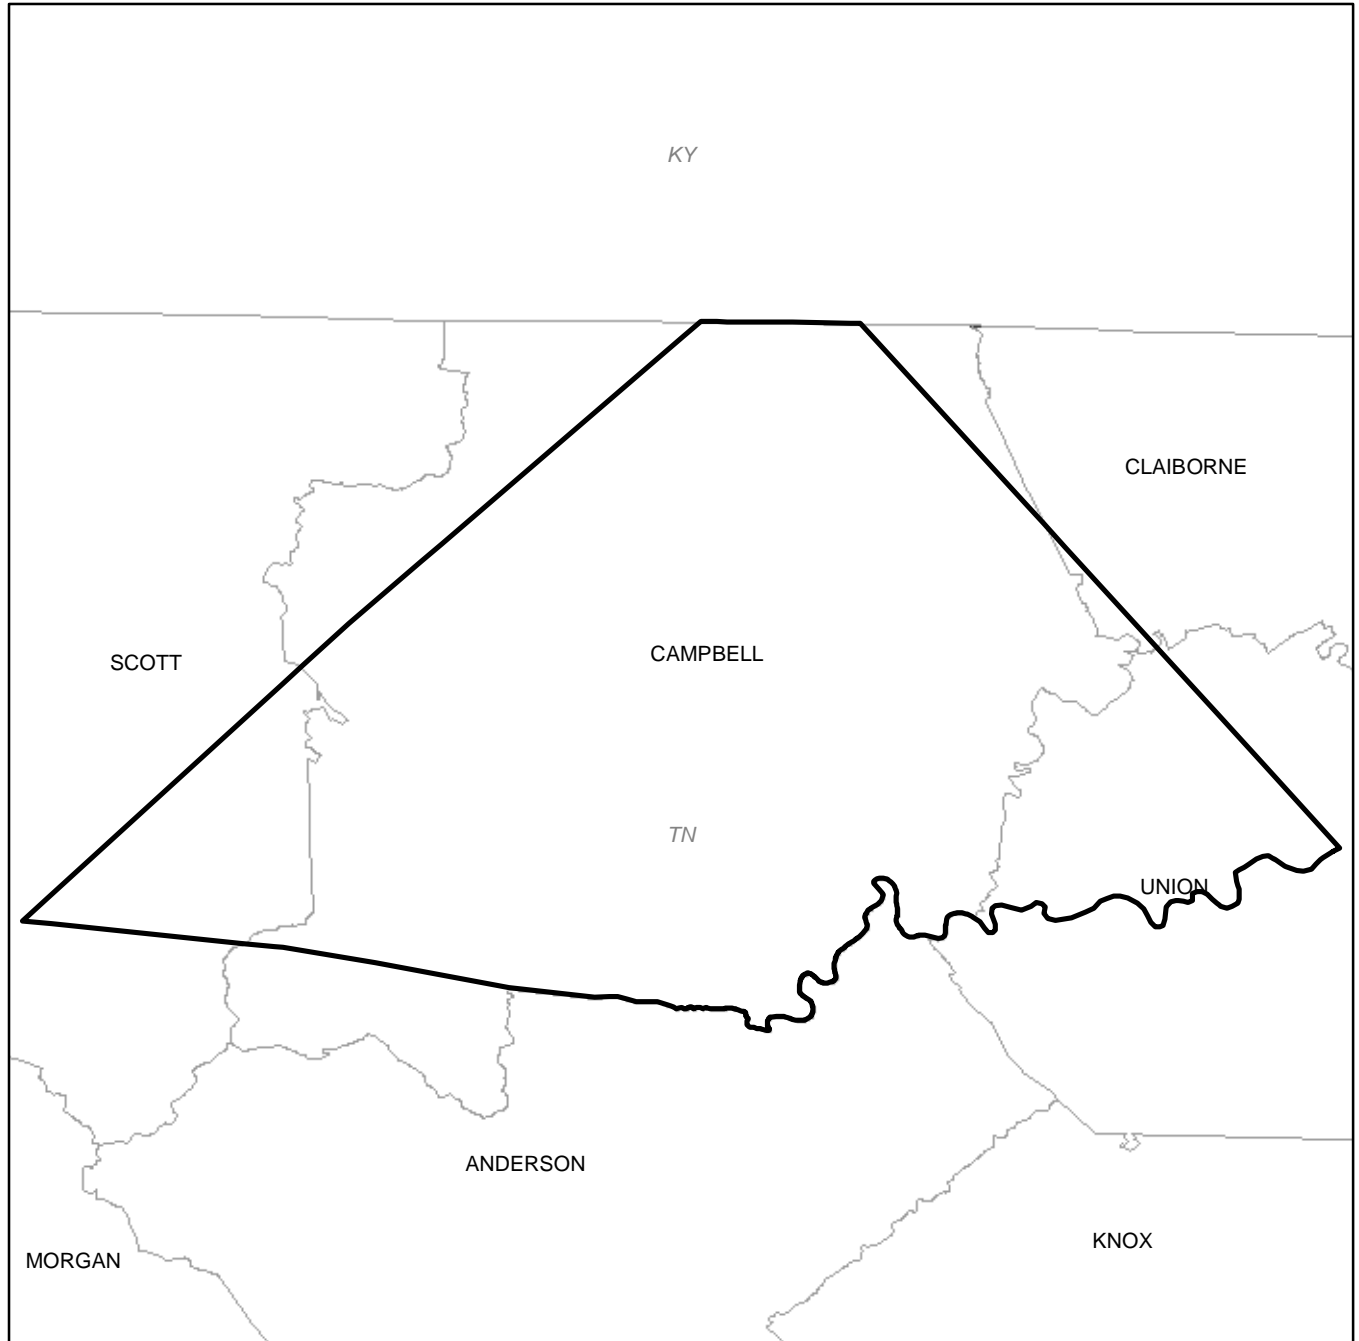 KY
CLAIBORNE
CAMPBELL
SCOTT
TN
UNION
ANDERSON
KNOX
MORGAN